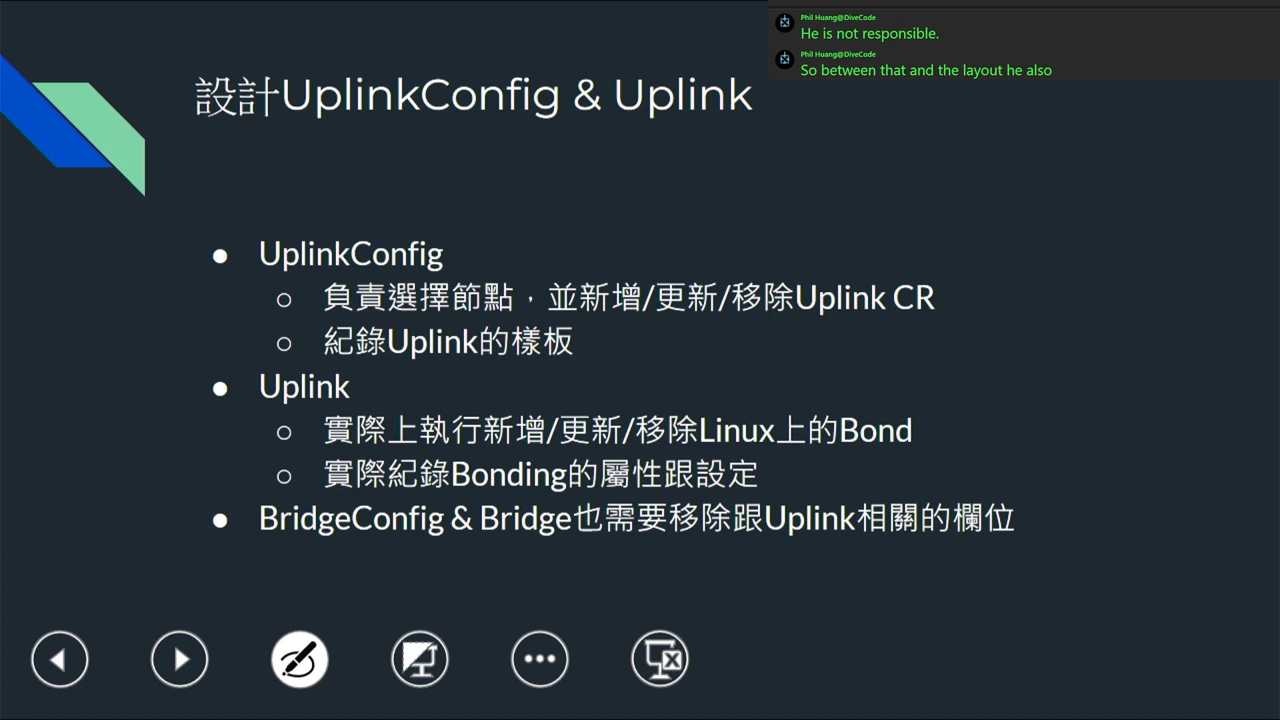 Phil Huang@DiveCode
He is not responsible.
Phil Huang@DiveCode
So between that and the layout he also
設計UplinkConfig & Uplink
UplinkConfig
負責選擇節點，並新增/更新/移除Uplink CR
紀錄Uplink的樣板
Uplink
實際上執行新增/更新/移除Linux上的Bond
實際紀錄Bonding的屬性跟設定
BridgeConfig & Bridge也需要移除跟Uplink相關的欄位